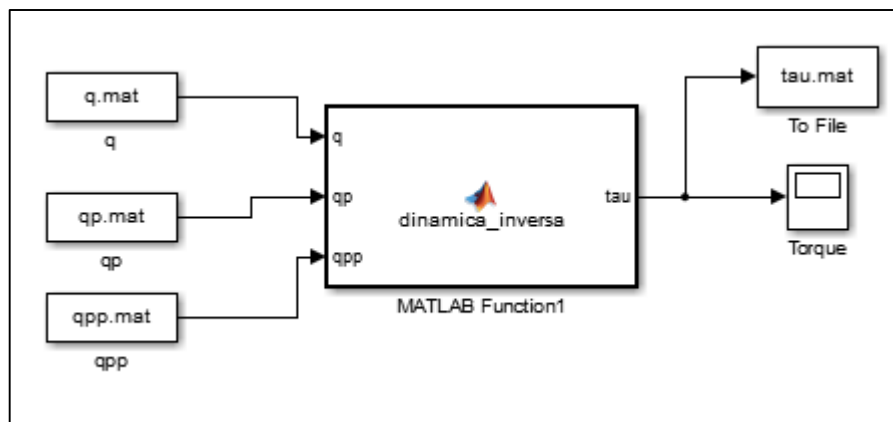 q.mat
q
qp.mat
qp
qpp.mat
qpp
q
qp
qpp
dinamica_inversa
tau
MATLAB Function1
tau.mat
To File
Torque